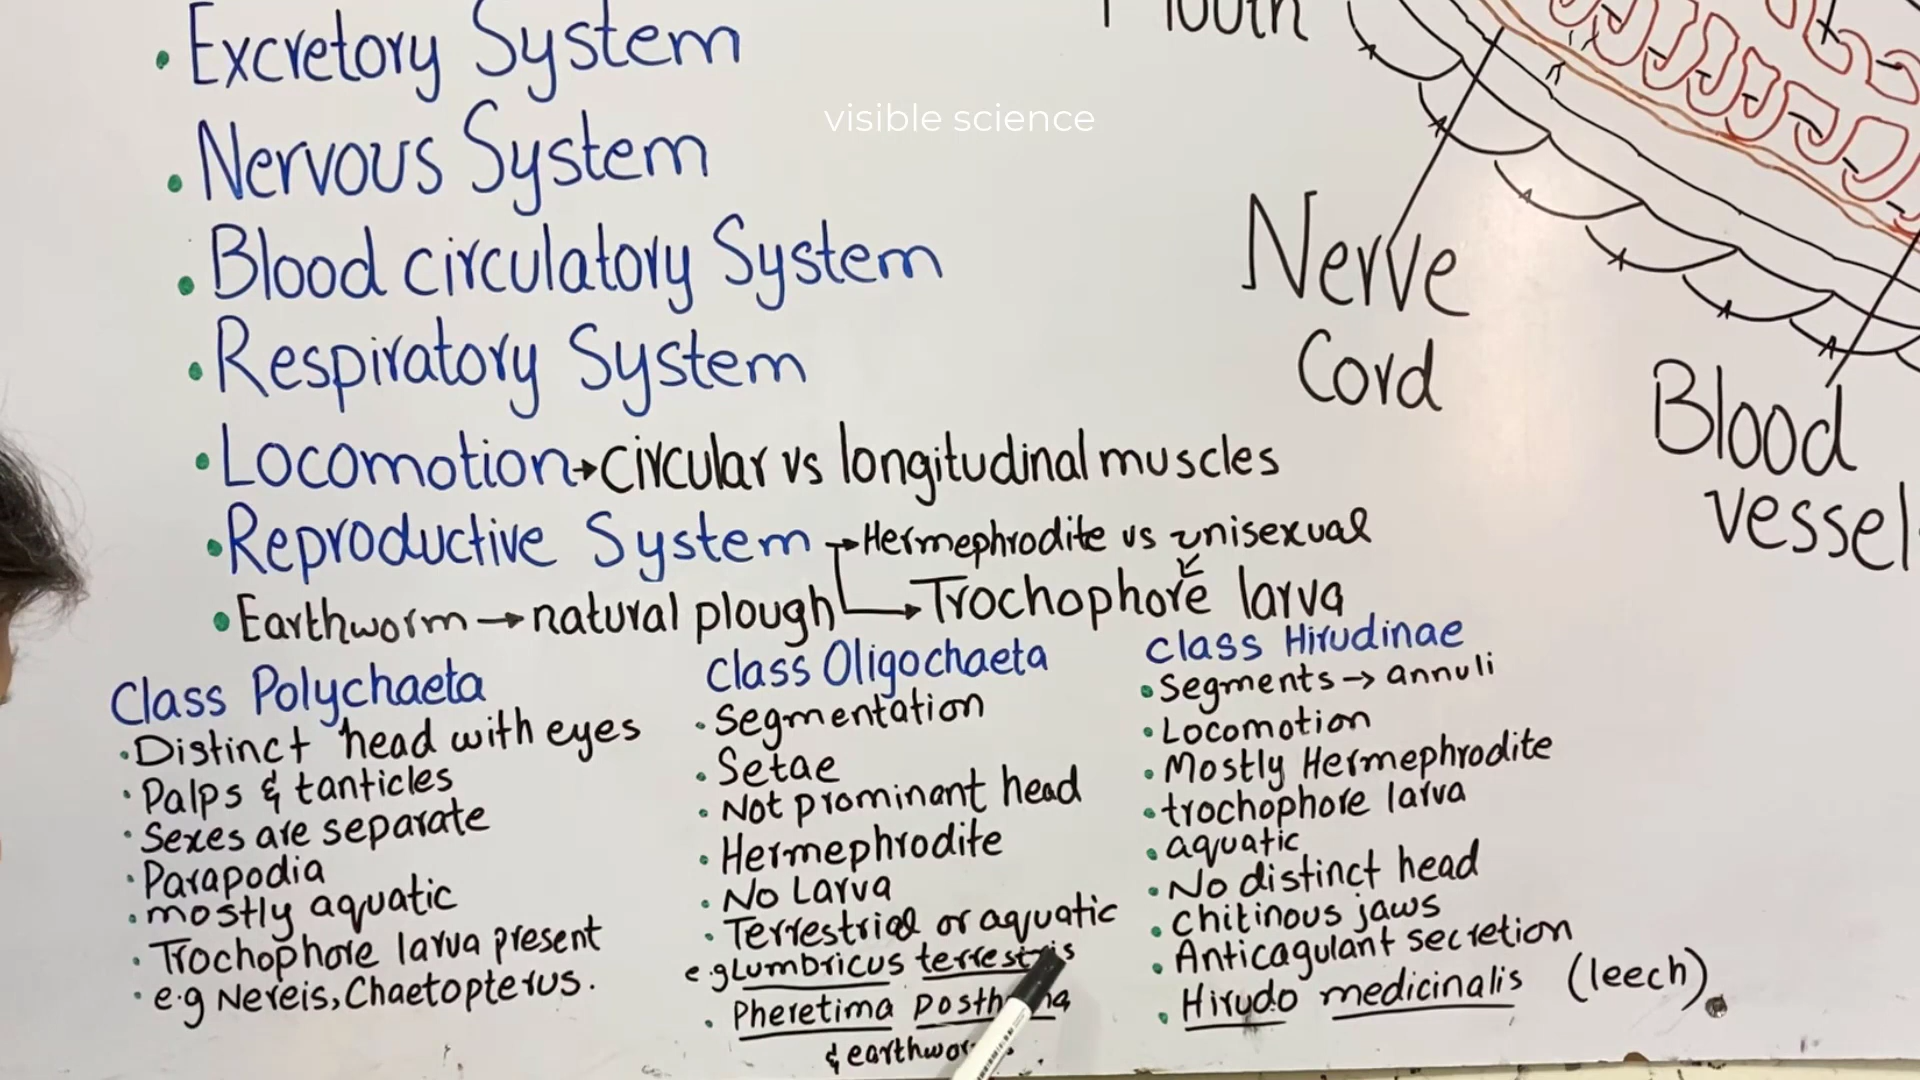 • Excretory System
visible science
• Nervous System
• Blood circulatory System
• Respiratory System
• Locomotion → circular vs longitudinal muscles
• Reproductive System → Hermephrodite vs unisexual
→ Trochophore larva
• Earthworm → natural plough
Class Polychaeta
• Distinct head with eyes
• Palps & tanticles
• Sexes are separate
• Parapodia
• mostly aquatic
• Trochophore larva present
• e.g Nereis, Chaetopterus.
Class Oligochaeta
• Segmentation
• Setae
• Not prominant head
• Hermephrodite
• No Larva
• Terrestrial or aquatic
e.g Lumbricus
• Pheretima
Class Hirudinae
• Segments → annuli
• Locomotion
• Mostly Hermephrodite
• trochophore larva
• aquatic
• No distinct head
• chitinous jaws
• Anticagulant secretion
• Hirudo medicinalis (leech)
Nerve
Cord
Blood
vessel